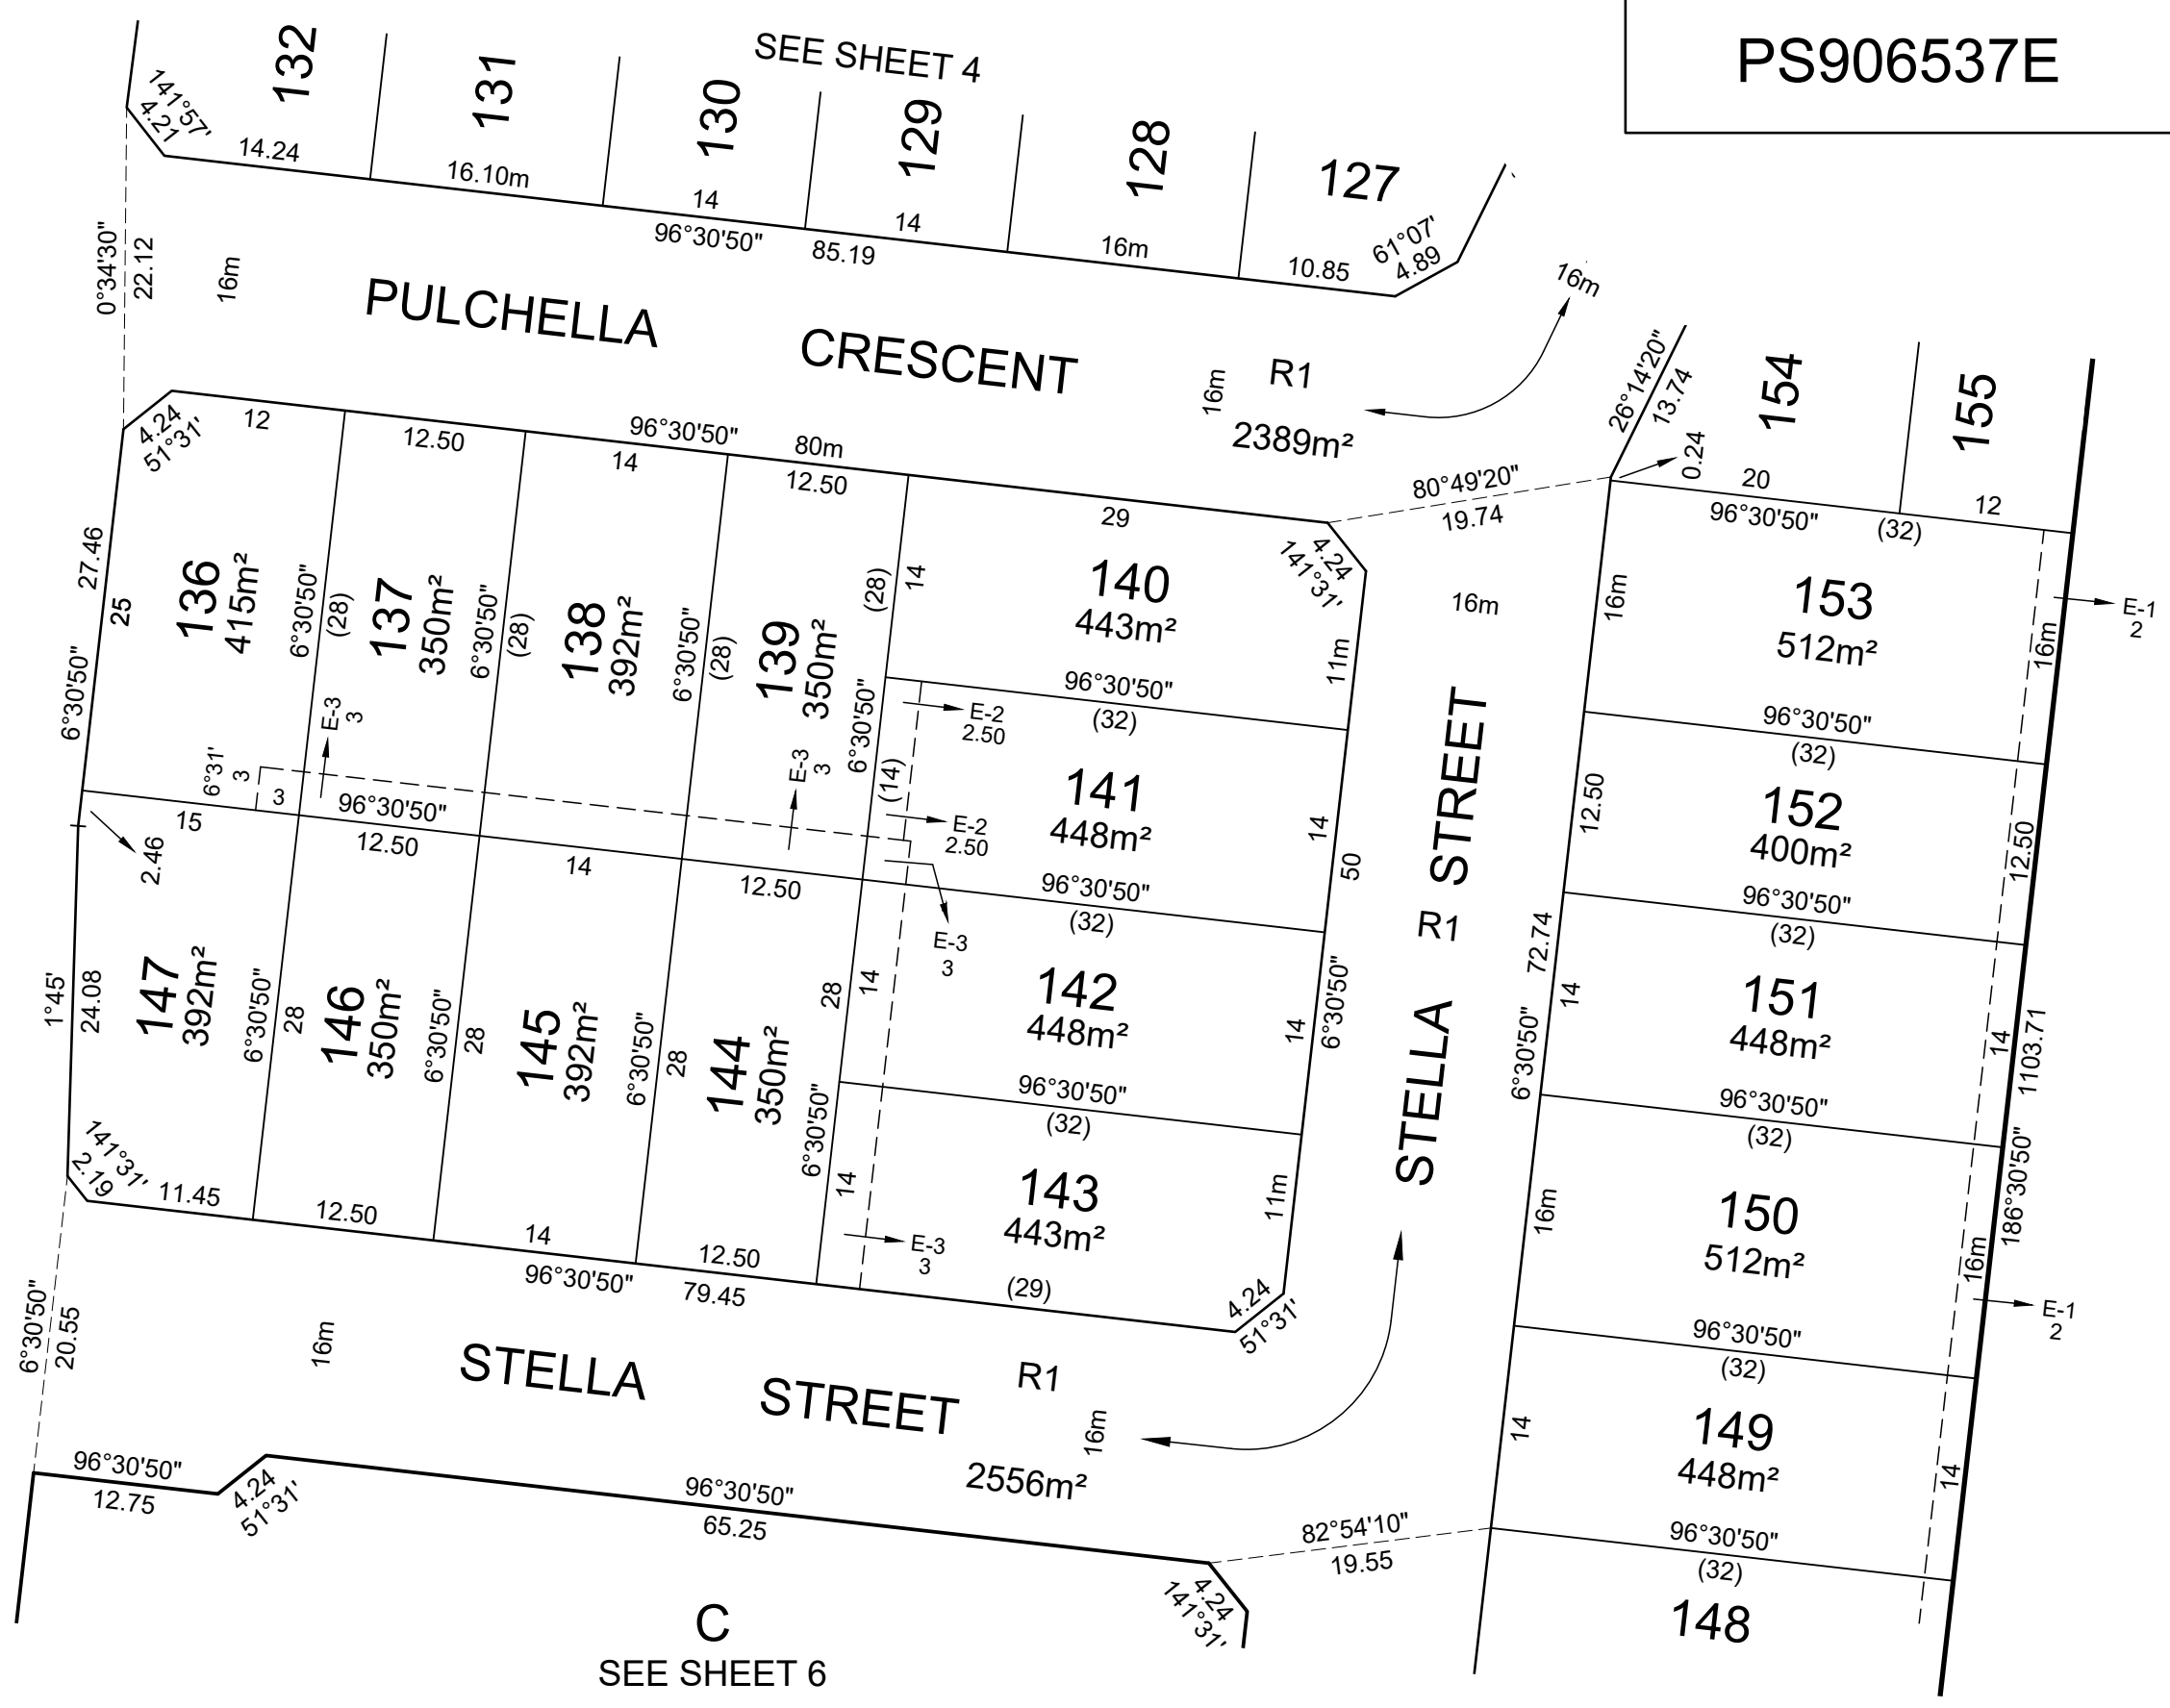 PS906537E
SEE SHEET 4
132
131
130
129
128
127
141°57'
4.21
14.24
16.10m
14
14
16m
10.85
96°30'50"
85.19
61°07'
4.89
0°34'30"
22.12
16m
PULCHELLA
CRESCENT
16m
R1
2389m²
16m
26°14'20"
13.74
0.24
154
155
20
12
96°30'50"
(32)
80°49'20"
19.74
4.24
51°31'
12
12.50
96°30'50"
80m
14
12.50
29
4.24
141°31'
27.46
25
6°30'50"
136
415m²
6°30'50"
(28)
137
350m²
6°30'50"
(28)
138
392m²
6°30'50"
(28)
139
350m²
6°30'50"
(28)
14
140
443m²
11m
16m
96°30'50"
(32)
E-2
2.50
(14)
141
448m²
14
50
E-2
2.50
96°30'50"
(32)
E-3
3
E-3
3
E-3
3
6°31'
3
3
96°30'50"
15
12.50
14
12.50
2.46
1°45'
24.08
147
392m²
6°30'50"
28
146
350m²
6°30'50"
28
145
392m²
6°30'50"
28
144
350m²
6°30'50"
28
14
142
448m²
14
6°30'50"
96°30'50"
(32)
14
143
443m²
11m
E-3
3
(29)
4.24
51°31'
141°31'
2.19
11.45
12.50
14
12.50
96°30'50"
79.45
STELLA
R1
STREET
16m
153
512m²
16m
E-1
2
96°30'50"
(32)
12.50
152
400m²
12.50
96°30'50"
(32)
72.74
6°30'50"
14
151
448m²
14
1103.71
186°30'50"
96°30'50"
(32)
16m
150
512m²
16m
E-1
2
96°30'50"
(32)
14
149
448m²
14
96°30'50"
(32)
148
6°30'50"
20.55
16m
STELLA
STREET
R1
16m
2556m²
96°30'50"
12.75
4.24
51°31'
96°30'50"
65.25
82°54'10"
19.55
4.24
141°31'
C
SEE SHEET 6